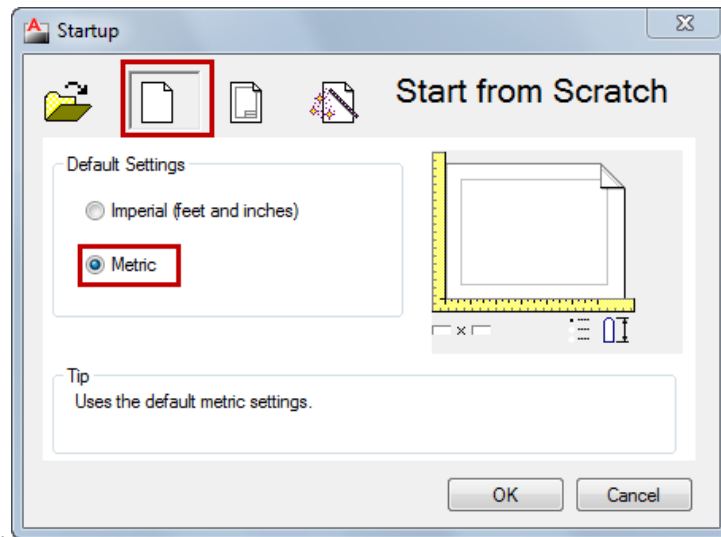 Startup
Start from Scratch
Default Settings
Imperial (feet and inches)
Metric
Tip
Uses the default metric settings.
OK
Cancel